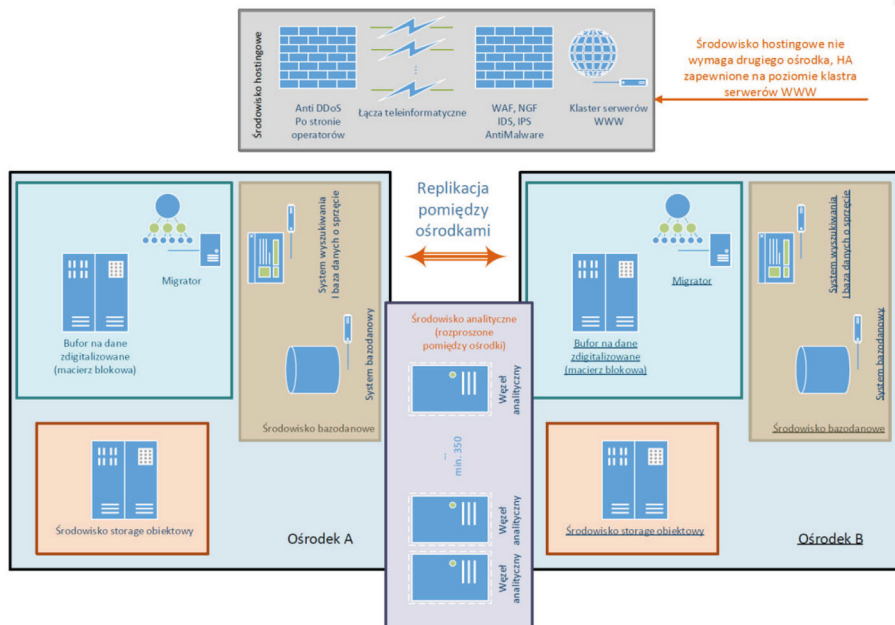 Środowisko hostingowe
Anti DDoS
Po stronie
operatorów
...
Łącza teleinformatyczne
WAF, NGF
IDS, IPS
AntiMalware
Klaster serwerów
WWW
Środowisko hostingowe nie
wymaga drugiego ośrodka, HA
zapewnione na poziomie klastra
serwerów WWW
Migrator
Bufor na dane
zdigitalizowane
(macierz blokowa)
System wyszukiwania
I baza danych o sprzęcie
System bazodanowy
Środowisko bazodanowe
Środowisko storage obiektowy
Ośrodek A
Replikacja
pomiędzy
ośrodkami
Środowisko analityczne
(rozproszone
pomiędzy ośrodki)
Węzeł
analityczny
...
min. 350
Węzeł
analityczny
Węzeł
analityczny
Migrator
Bufor na dane
zdigitalizowane
(macierz blokowa)
System wyszukiwania
I baza danych o sprzęcie
System bazodanowy
Środowisko bazodanowe
Środowisko storage obiektowy
Ośrodek B